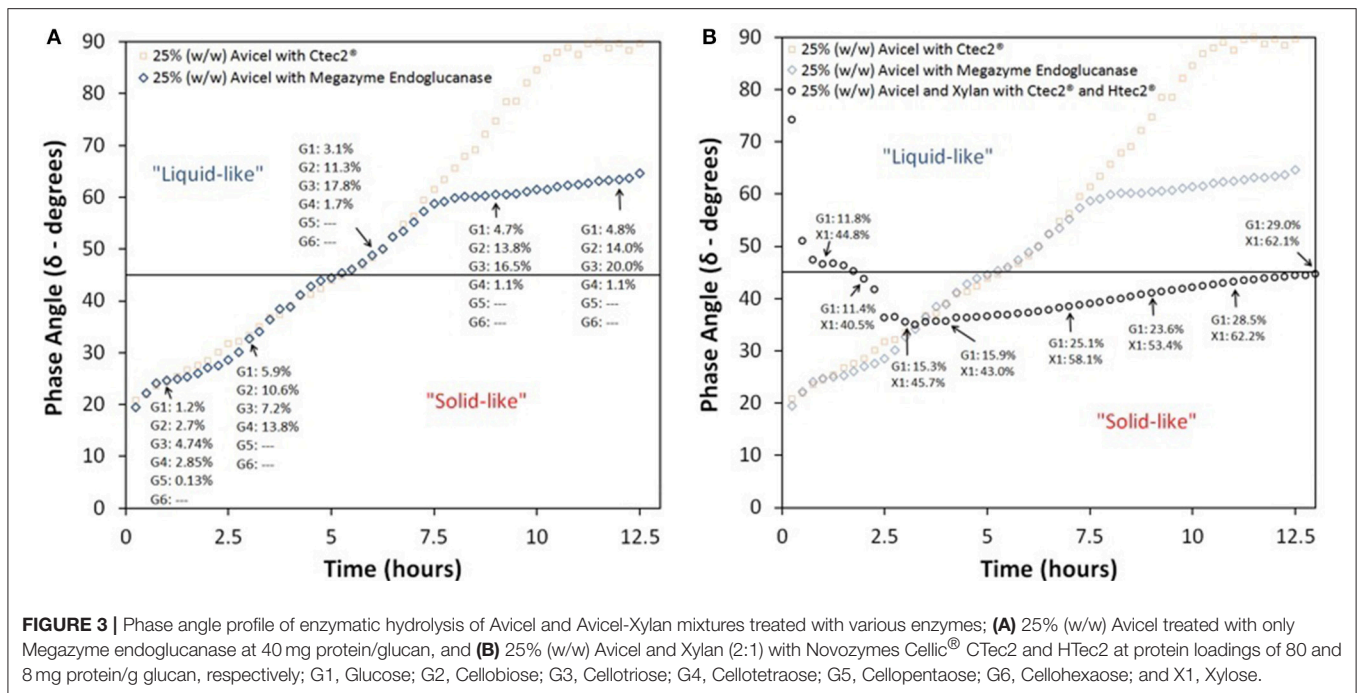 A
25% (w/w) Avicel with Ctec2®
25% (w/w) Avicel with Megazyme Endoglucanase
Phase Angle (δ - degrees)
90
80
70
60
50
40
30
20
10
0
"Liquid-like"
"Solid-like"
G1: 3.1%
G2: 11.3%
G3: 17.8%
G4: 1.7%
G5: ---
G6: ---
G1: 4.7%
G2: 13.8%
G3: 16.5%
G4: 1.1%
G5: ---
G6: ---
G1: 4.8%
G2: 14.0%
G3: 20.0%
G4: 1.1%
G5: ---
G6: ---
G1: 5.9%
G2: 10.6%
G3: 7.2%
G4: 13.8%
G5: ---
G6: ---
G1: 1.2%
G2: 2.7%
G3: 4.74%
G4: 2.85%
G5: 0.13%
G6: ---
0 2.5 5 7.5 10 12.5
Time (hours)
B
25% (w/w) Avicel with Ctec2®
25% (w/w) Avicel with Megazyme Endoglucanase
25% (w/w) Avicel and Xylan with Ctec2® and Htec2®
Phase Angle (δ - degrees)
90
80
70
60
50
40
30
20
10
0
"Liquid-like"
"Solid-like"
G1: 11.8%
X1: 44.8%
G1: 29.0%
X1: 62.1%
G1: 11.4%
X1: 40.5%
G1: 15.3%
X1: 45.7%
G1: 15.9%
X1: 43.0%
G1: 25.1%
X1: 58.1%
G1: 23.6%
X1: 53.4%
G1: 28.5%
X1: 62.2%
0 2.5 5 7.5 10 12.5
Time (hours)
FIGURE 3 | Phase angle profile of enzymatic hydrolysis of Avicel and Avicel-Xylan mixtures treated with various enzymes; (A) 25% (w/w) Avicel treated with only
Megazyme endoglucanase at 40 mg protein/glucan, and (B) 25% (w/w) Avicel and Xylan (2:1) with Novozymes Cellic® CTec2 and HTec2 at protein loadings of 80 and
8 mg protein/g glucan, respectively; G1, Glucose; G2, Cellobiose; G3, Cellotriose; G4, Cellotetraose; G5, Cellopentaose; G6, Cellohexaose; and X1, Xylose.